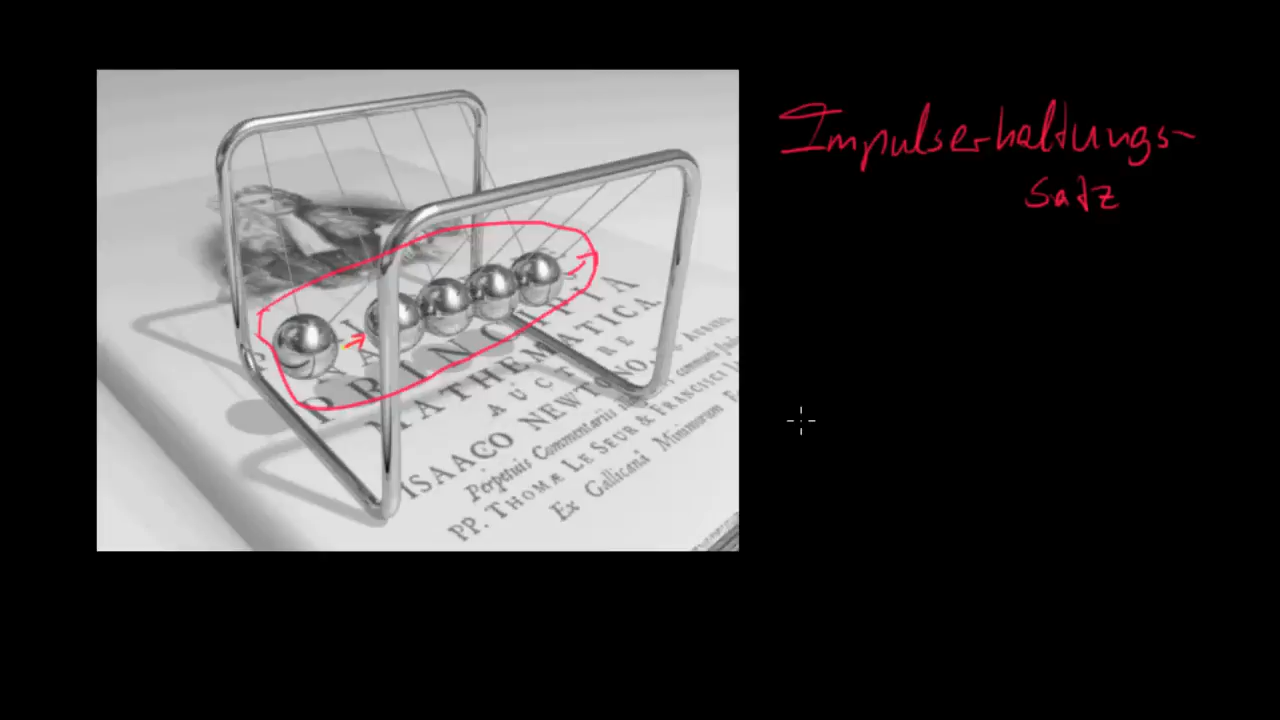 Impulserhaltungs-
satz
PRINCIPIA
MATHEMATICA.
AUCTORE
ISAACO NEWTONO,
Perpetuis Commentariis
PP. THOMÆ LE SEUR & FRANCISCI
Ex Gallicanâ Minimorum